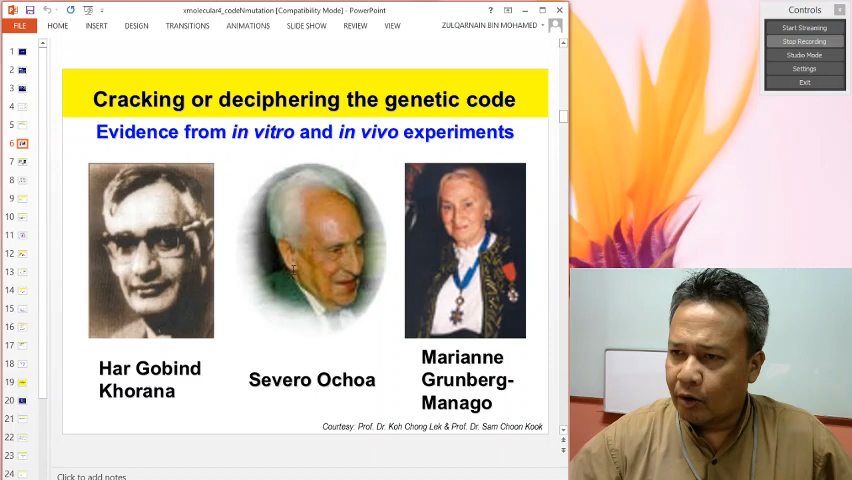 xmolecular4_codeNmutation [Compatibility Mode] - PowerPoint
FILE HOME INSERT DESIGN TRANSITIONS ANIMATIONS SLIDE SHOW REVIEW VIEW ZULQARNAIN BIN MOHAMED
1
2
3
4
5
6
7
8
9
10
11
12
13
14
15
16
17
18
19
20
21
22
23
24
Cracking or deciphering the genetic code
Evidence from in vitro and in vivo experiments
Har Gobind
Khorana
Severo Ochoa
Marianne
Grunberg-
Manago
Courtesy: Prof. Dr. Koh Chong Lek & Prof. Dr. Sam Choon Kook
Click to add notes
Controls
Start Streaming
Stop Recording
Studio Mode
Settings
Exit